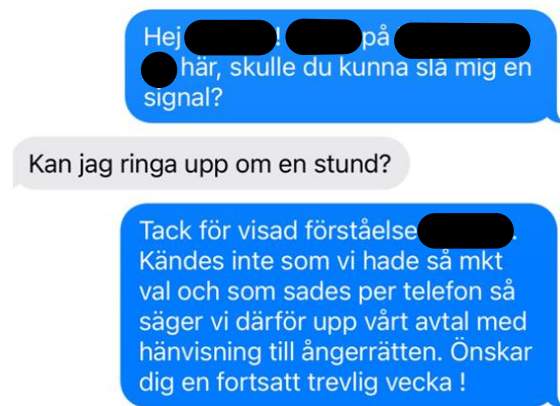 Hej ! på
här, skulle du kunna slå mig en
signal?
Kan jag ringa upp om en stund?
Tack för visad förståelse .
Kändes inte som vi hade så mkt
val och som sades per telefon så
säger vi därför upp vårt avtal med
hänvisning till ångerrätten. Önskar
dig en fortsatt trevlig vecka !